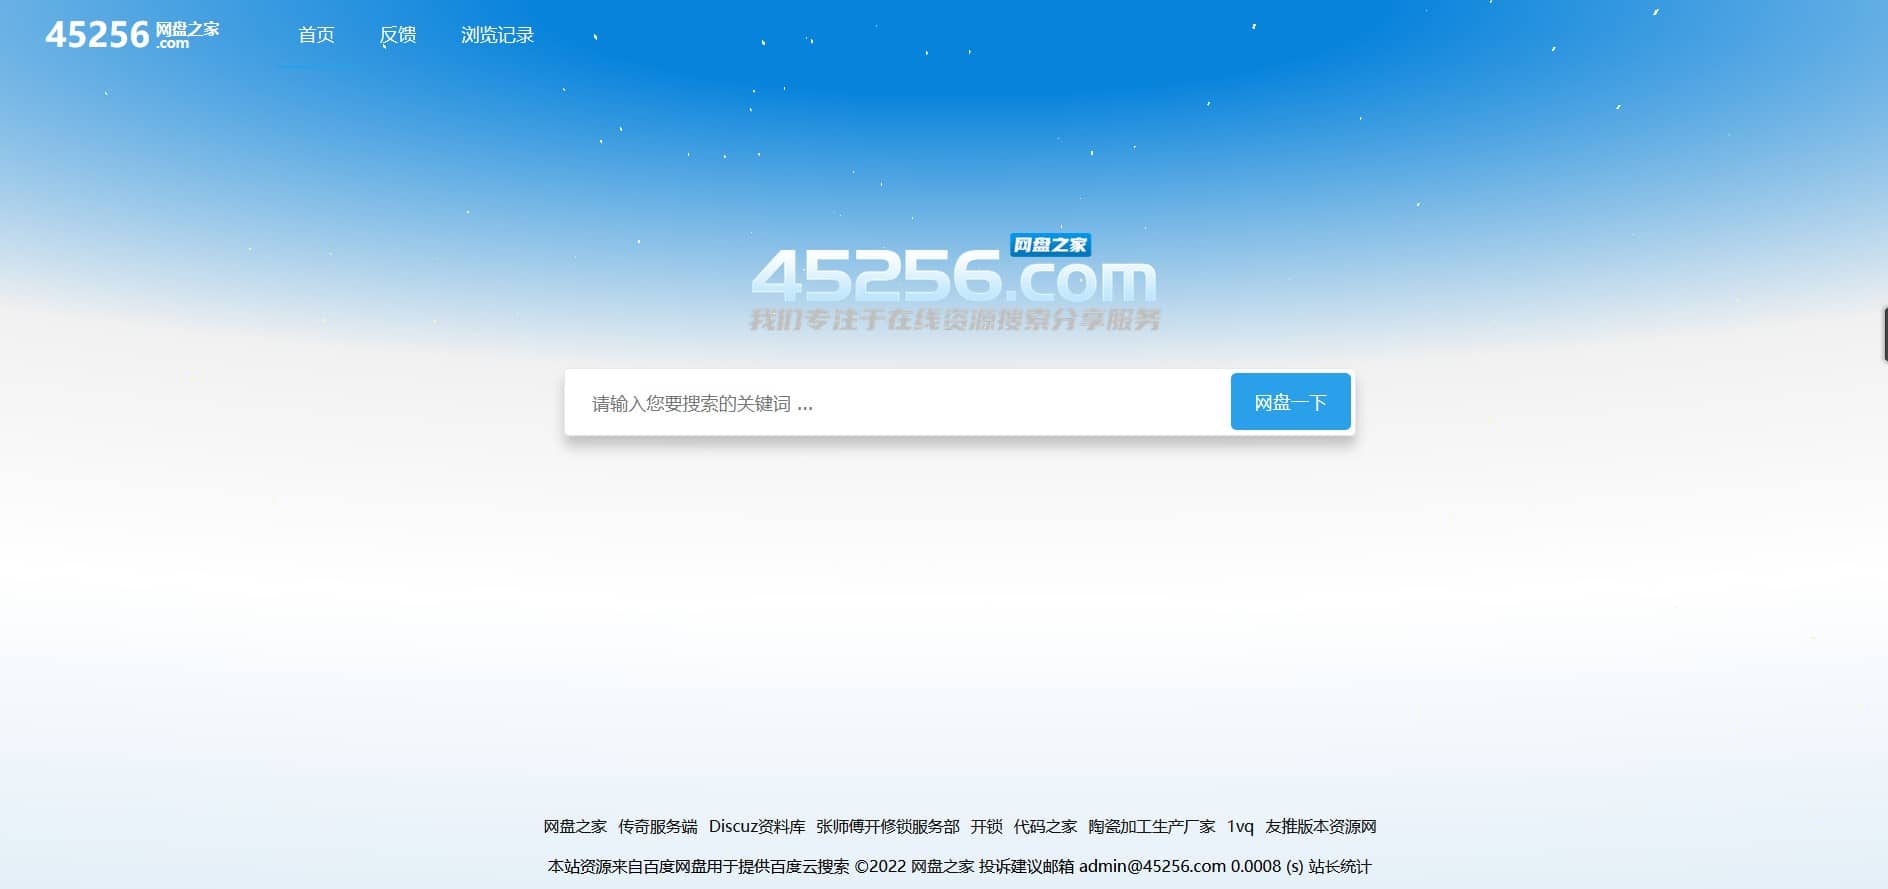 45256 网盘之家 .com 首页 反馈 浏览记录
网盘之家
45256.com
我们专注于在线资源搜索分享服务
请输入您要搜索的关键词 ... 网盘一下
网盘之家 传奇服务端 Discuz资料库 张师傅开修锁服务部 开锁 代码之家 陶瓷加工生产厂家 1vq 友推版本资源网
本站资源来自百度网盘用于提供百度云搜索 ©2022 网盘之家 投诉建议邮箱 admin@45256.com 0.0008 (s) 站长统计